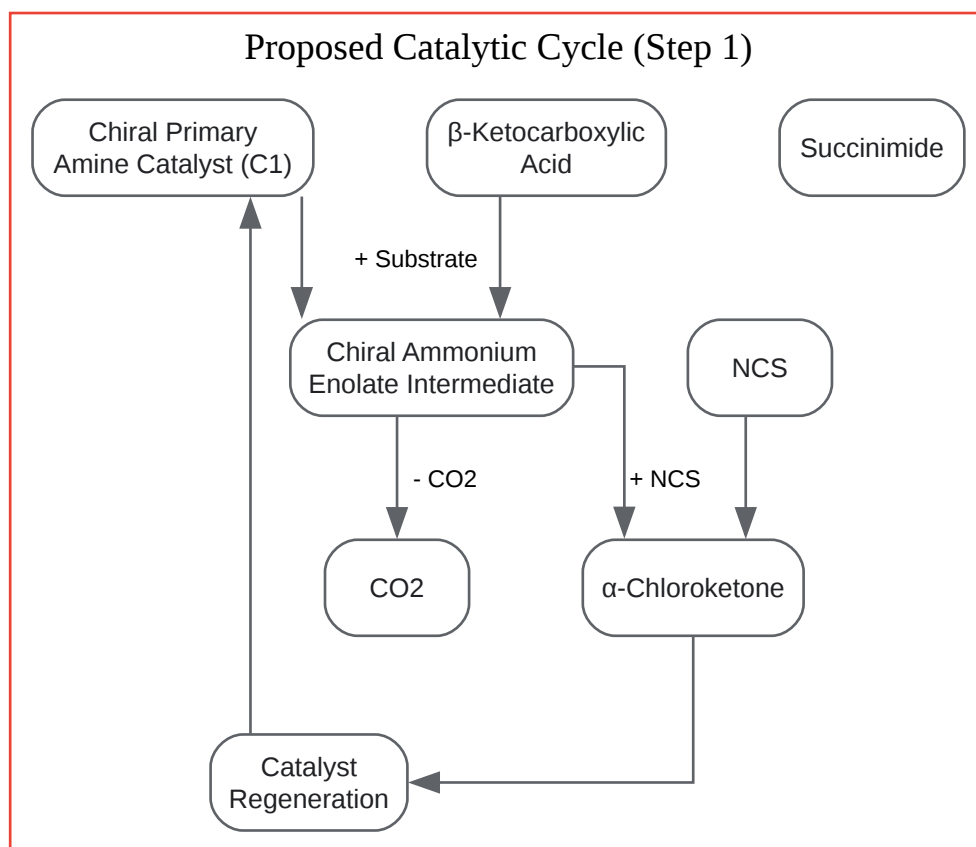 Proposed Catalytic Cycle (Step 1)
Chiral Primary
Amine Catalyst (C1)
β-Ketocarboxylic
Acid
Succinimide
+ Substrate
Chiral Ammonium
Enolate Intermediate
NCS
- CO2
+ NCS
CO2
α-Chloroketone
Catalyst
Regeneration